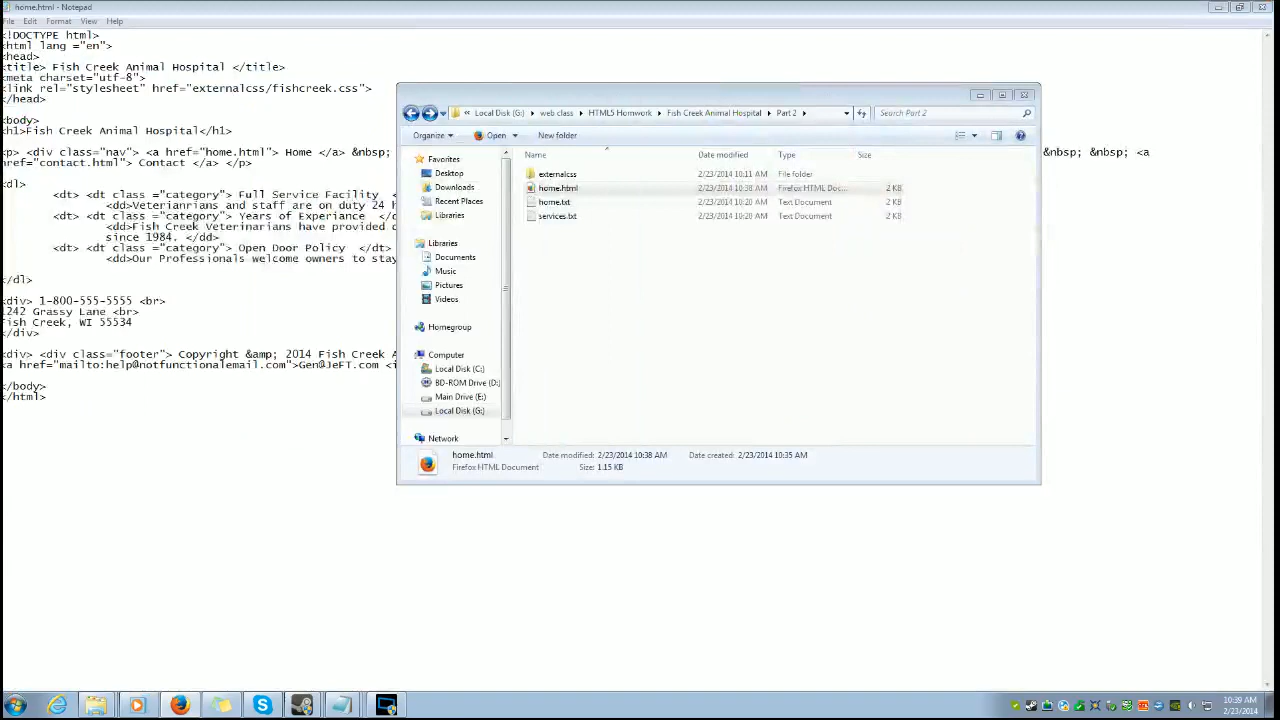 home.html - Notepad
File Edit Format View Help
<!DOCTYPE html>
<html lang ="en">
<head>
<title> Fish Creek Animal Hospital </title>
<meta charset="utf-8">
<link rel="stylesheet" href="externalcss/fishcreek.css">
</head>
<body>
<h1>Fish Creek Animal Hospital</h1>
<p> <div class="nav"> <a href="home.html"> Home </a> &nbsp; &nbsp; <a
href="contact.html"> Contact </a> </p>
<dl>
<dt> <dt class ="category"> Full Service Facility <
<dd>Veterianrians and staff are on duty 24 h
<dt> <dt class ="category"> Years of Experiance </d
<dd>Fish Creek Veterinarians have provided c
since 1984. </dd>
<dt> <dt class ="category"> Open Door Policy </dt>
<dd>Our Professionals welcome owners to stay
</dl>
<div> 1-800-555-5555 <br>
1242 Grassy Lane <br>
Fish Creek, WI 55534
</div>
<div> <div class="footer"> Copyright &amp; 2014 Fish Creek A
<a href="mailto:help@notfunctionalemail.com">Gen@JeFT.com <i
</body>
</html>
« Local Disk (G:) web class HTML5 Homwork Fish Creek Animal Hospital Part 2 Search Part 2
Organize Open New folder
Name Date modified Type Size
externalcss 2/23/2014 10:11 AM File folder
home.html 2/23/2014 10:38 AM Firefox HTML Doc... 2 KB
home.txt 2/23/2014 10:20 AM Text Document 2 KB
services.txt 2/23/2014 10:20 AM Text Document 2 KB
Favorites
Desktop
Downloads
Recent Places
Libraries
Libraries
Documents
Music
Pictures
Videos
Homegroup
Computer
Local Disk (C:)
BD-ROM Drive (D:)
Main Drive (E:)
Local Disk (G:)
Network
home.html Date modified: 2/23/2014 10:38 AM Date created: 2/23/2014 10:35 AM
Firefox HTML Document Size: 1.15 KB
10:39 AM
2/23/2014